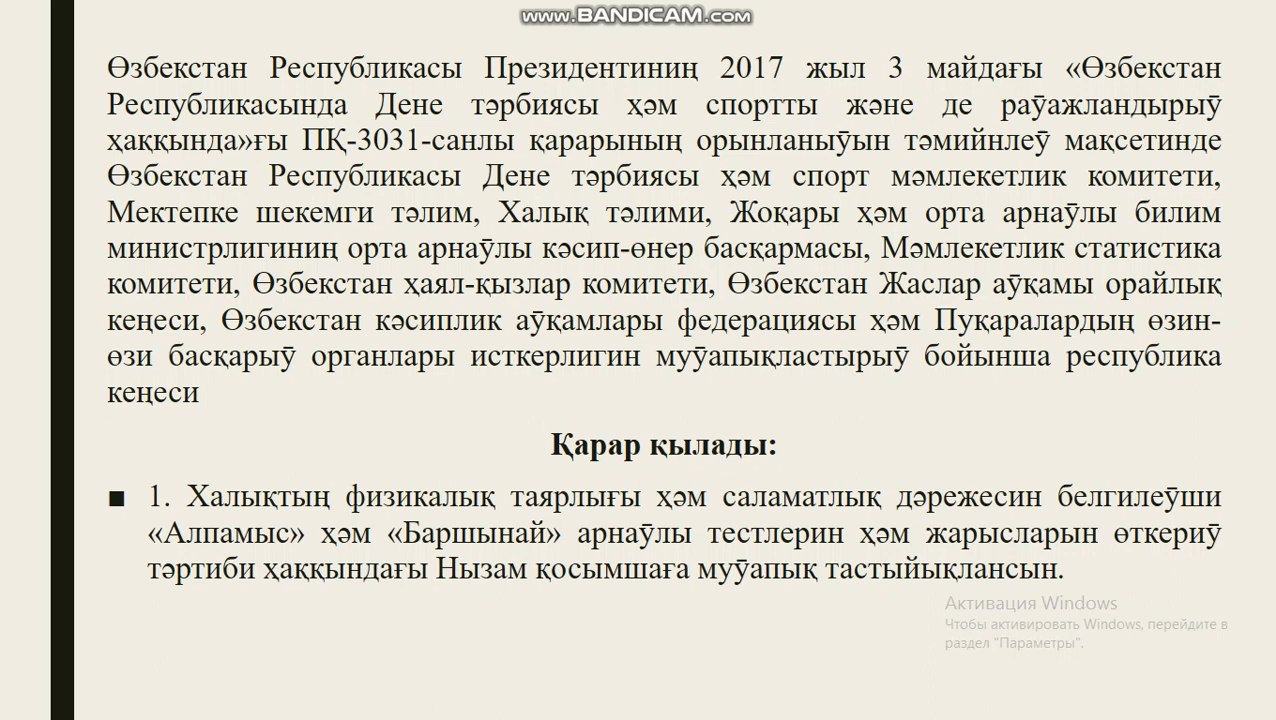 www.BANDICAM.com
Өзбекстан Республикасы Президентиниң 2017 жыл 3 майдағы «Өзбекстан
Республикасында Дене тәрбиясы ҳәм спортты және де раўажландырыў
ҳаққында»ғы ПҚ-3031-санлы қарарының орынланыўын тәмийнлеў мақсетинде
Өзбекстан Республикасы Дене тәрбиясы ҳәм спорт мәмлекетлик комитети,
Мектепке шекемги тәлим, Халық тәлими, Жоқары ҳәм орта арнаўлы билим
министрлигиниң орта арнаўлы кәсип-өнер басқармасы, Мәмлекетлик статистика
комитети, Өзбекстан ҳаял-қызлар комитети, Өзбекстан Жаслар аўқамы орайлық
кеңеси, Өзбекстан кәсиплик аўқамлары федерациясы ҳәм Пуқаралардың өзин-
өзи басқарыў органлары исткерлигин муўапықластырыў бойынша республика
кеңеси
Қарар қылады:
■ 1. Халықтың физикалық таярлығы ҳәм саламатлық дәрежесин белгилеўши
«Алпамыс» ҳәм «Баршынай» арнаўлы тестлерин ҳәм жарысларын өткериў
тәртиби ҳаққындағы Низам қосымшаға муўапық тастыйықлансын.
Активация Windows
Чтобы активировать Windows, перейдите в
раздел "Параметры".